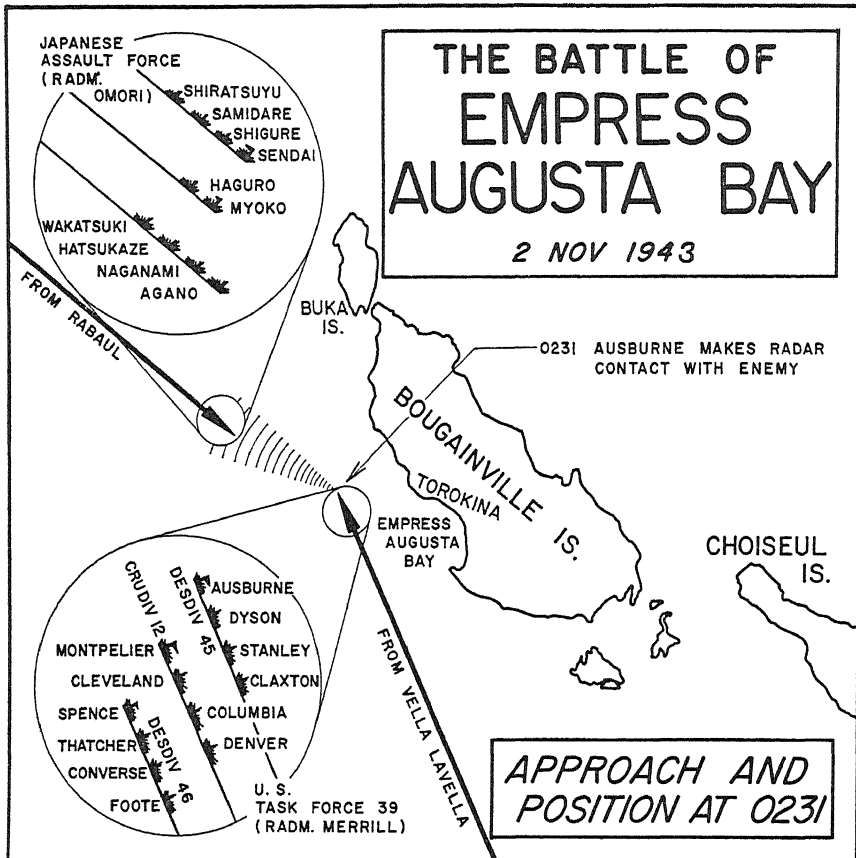 JAPANESE
ASSAULT FORCE
(RADM.
OMORI)
SHIRATSUYU
SAMIDARE
SHIGURE
SENDAI
HAGURO
MYOKO
WAKATSUKI
HATSUKAZE
NAGANAMI
AGANO
THE BATTLE OF
EMPRESS
AUGUSTA BAY
2 NOV 1943
FROM RABAUL
BUKA
IS.
0231 AUSBURNE MAKES RADAR
CONTACT WITH ENEMY
BOUGAINVILLE IS.
TOROKINA
EMPRESS
AUGUSTA
BAY
CHOISEUL
IS.
CRUDIV 12
DESDIV 45
AUSBURNE
DYSON
STANLEY
CLAXTON
MONTPELIER
CLEVELAND
COLUMBIA
DENVER
SPENCE
THATCHER
CONVERSE
FOOTE
DESDIV 46
U. S.
TASK FORCE 39
(RADM. MERRILL)
FROM VELLA LAVELLA
APPROACH AND
POSITION AT 0231